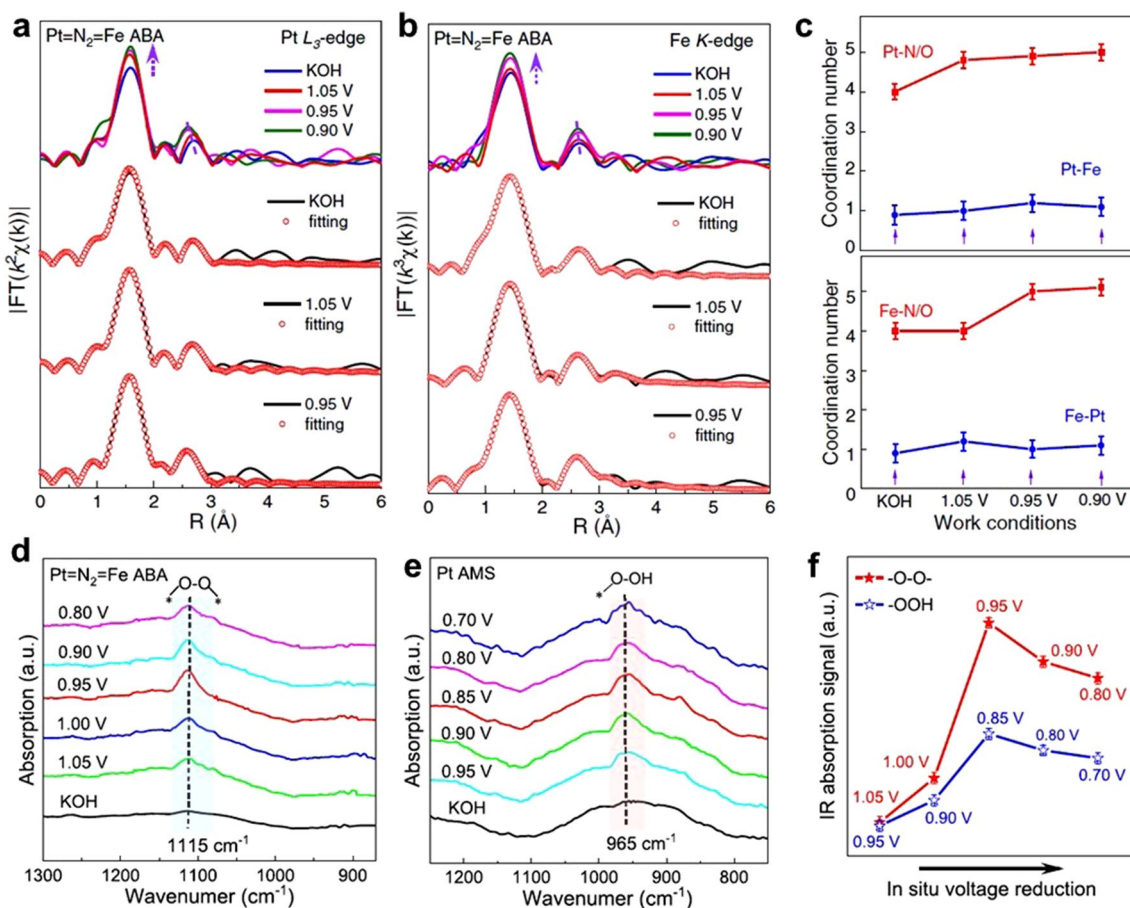 a
Pt=N2=Fe ABA
Pt L3-edge
KOH
1.05 V
0.95 V
0.90 V
KOH
fitting
1.05 V
fitting
0.95 V
fitting
|FT(k²χ(k))|
0 1 2 3 4 5 6
R (Å)
b
Pt=N2=Fe ABA
Fe K-edge
KOH
1.05 V
0.95 V
0.90 V
KOH
fitting
1.05 V
fitting
0.95 V
fitting
|FT(k³χ(k))|
0 1 2 3 4 5 6
R (Å)
c
Pt-N/O
Pt-Fe
Coordination number
5
4
3
2
1
0
Fe-N/O
Fe-Pt
Coordination number
5
4
3
2
1
0
KOH 1.05 V 0.95 V 0.90 V
Work conditions
d
Pt=N2=Fe ABA
* O-O *
0.80 V
0.90 V
0.95 V
1.00 V
1.05 V
KOH
1115 cm⁻¹
Absorption (a.u.)
1300 1200 1100 1000 900
Wavenumer (cm⁻¹)
e
Pt AMS
* O-OH
0.70 V
0.80 V
0.85 V
0.90 V
0.95 V
KOH
965 cm⁻¹
Absorption (a.u.)
1200 1100 1000 900 800
Wavenumer (cm⁻¹)
f
-O-O-
-OOH
0.95 V
0.90 V
0.80 V
0.85 V
0.80 V
0.70 V
1.00 V
1.05 V
0.90 V
0.95 V
IR absorption signal (a.u.)
In situ voltage reduction